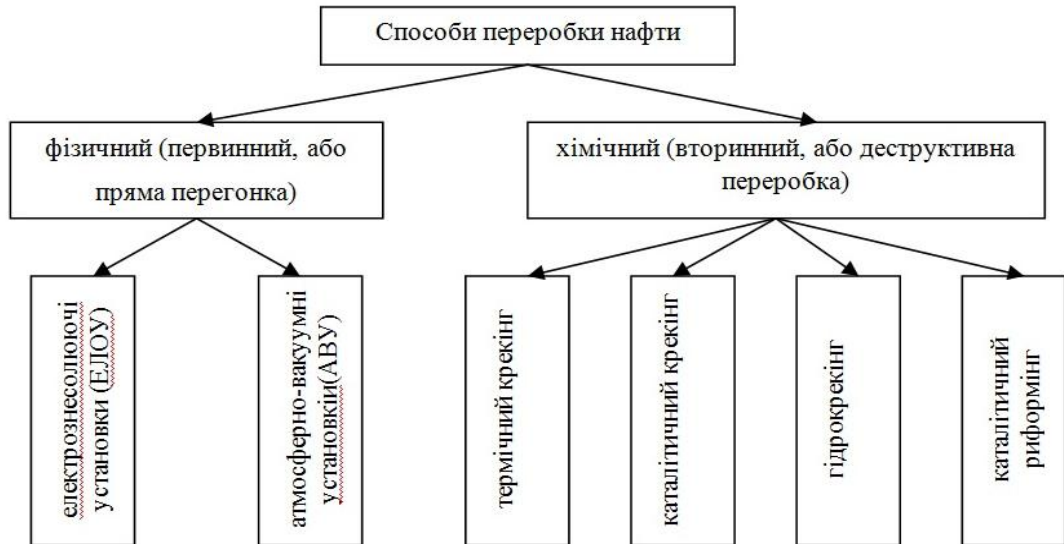 Способи переробки нафти
фізичний (первинний, або
пряма перегонка)
хімічний (вторинний, або деструктивна
переробка)
електрознесолюючі
установки (ЕЛОУ)
атмосферно-вакуумні
установкіи(АВУ)
термічний крекінг
каталітичний крекінг
гідрокрекінг
каталітичний
риформінг